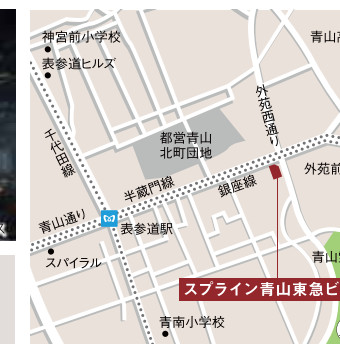 神宮前小学校
表参道ヒルズ
青山高
外苑西通り
千代田線
都営青山
北町団地
半蔵門線
銀座線
外苑前
青山通り
表参道駅
スパイラル
青山
スプライン青山東急ビ
青南小学校